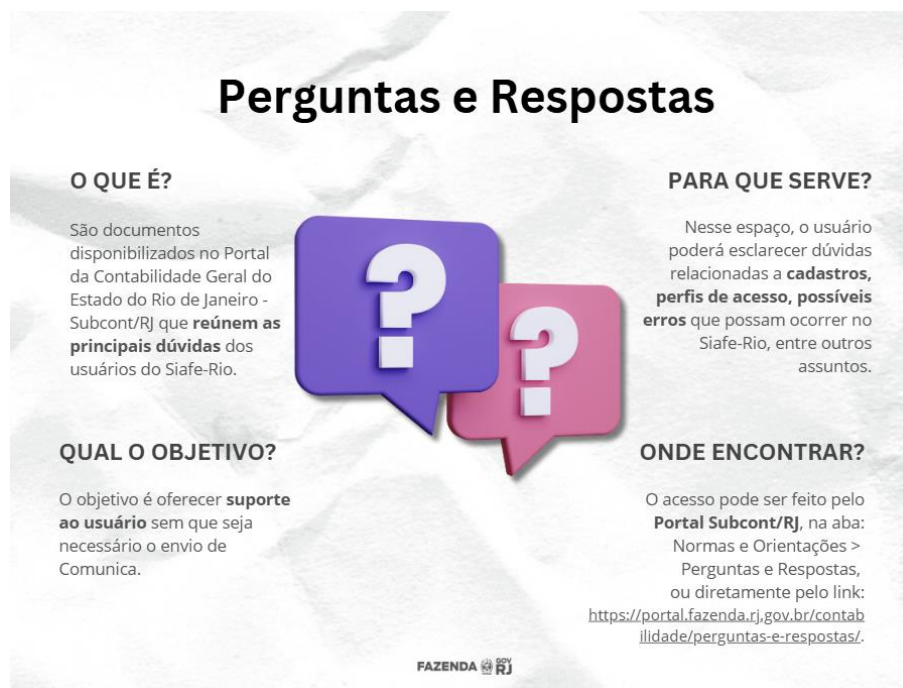 Perguntas e Respostas
O QUE É?
São documentos
disponibilizados no Portal
da Contabilidade Geral do
Estado do Rio de Janeiro -
Subcont/RJ que reúnem as
principais dúvidas dos
usuários do Siafe-Rio.
PARA QUE SERVE?
Nesse espaço, o usuário
poderá esclarecer dúvidas
relacionadas a cadastros,
perfis de acesso, possíveis
erros que possam ocorrer no
Siafe-Rio, entre outros
assuntos.
? ?
QUAL O OBJETIVO?
O objetivo é oferecer suporte
ao usuário sem que seja
necessário o envio de
Comunica.
ONDE ENCONTRAR?
O acesso pode ser feito pelo
Portal Subcont/RJ, na aba:
Normas e Orientações >
Perguntas e Respostas,
ou diretamente pelo link:
https://portal.fazenda.rj.gov.br/contab
ilidade/perguntas-e-respostas/.
FAZENDA GOV RJ